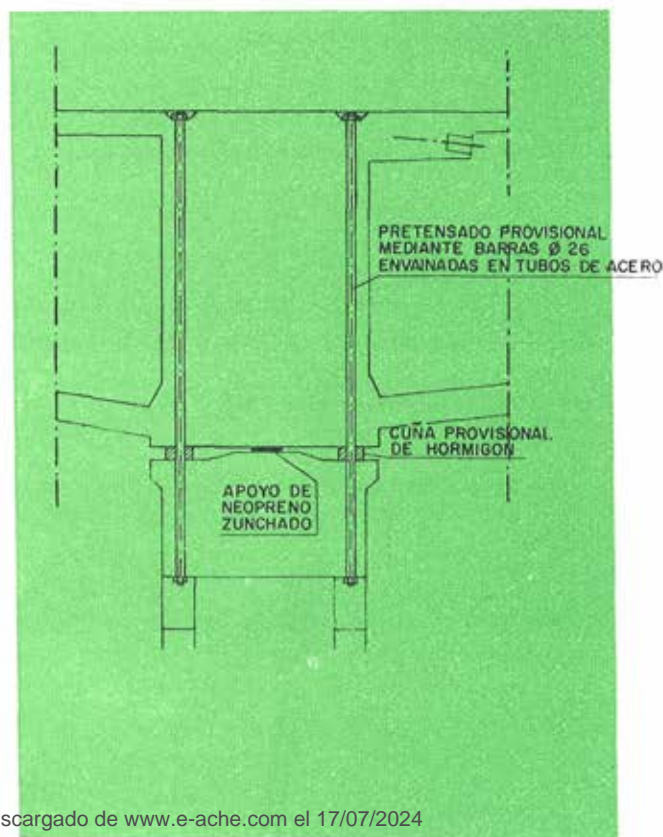 PRETENSADO PROVISIONAL
MEDIANTE BARRAS Ø 26
ENVAINADAS EN TUBOS DE ACERO
CUÑA PROVISIONAL
DE HORMIGON
APOYO DE
NEOPRENO
ZUNCHADO
scargado de www.e-ache.com el 17/07/2024